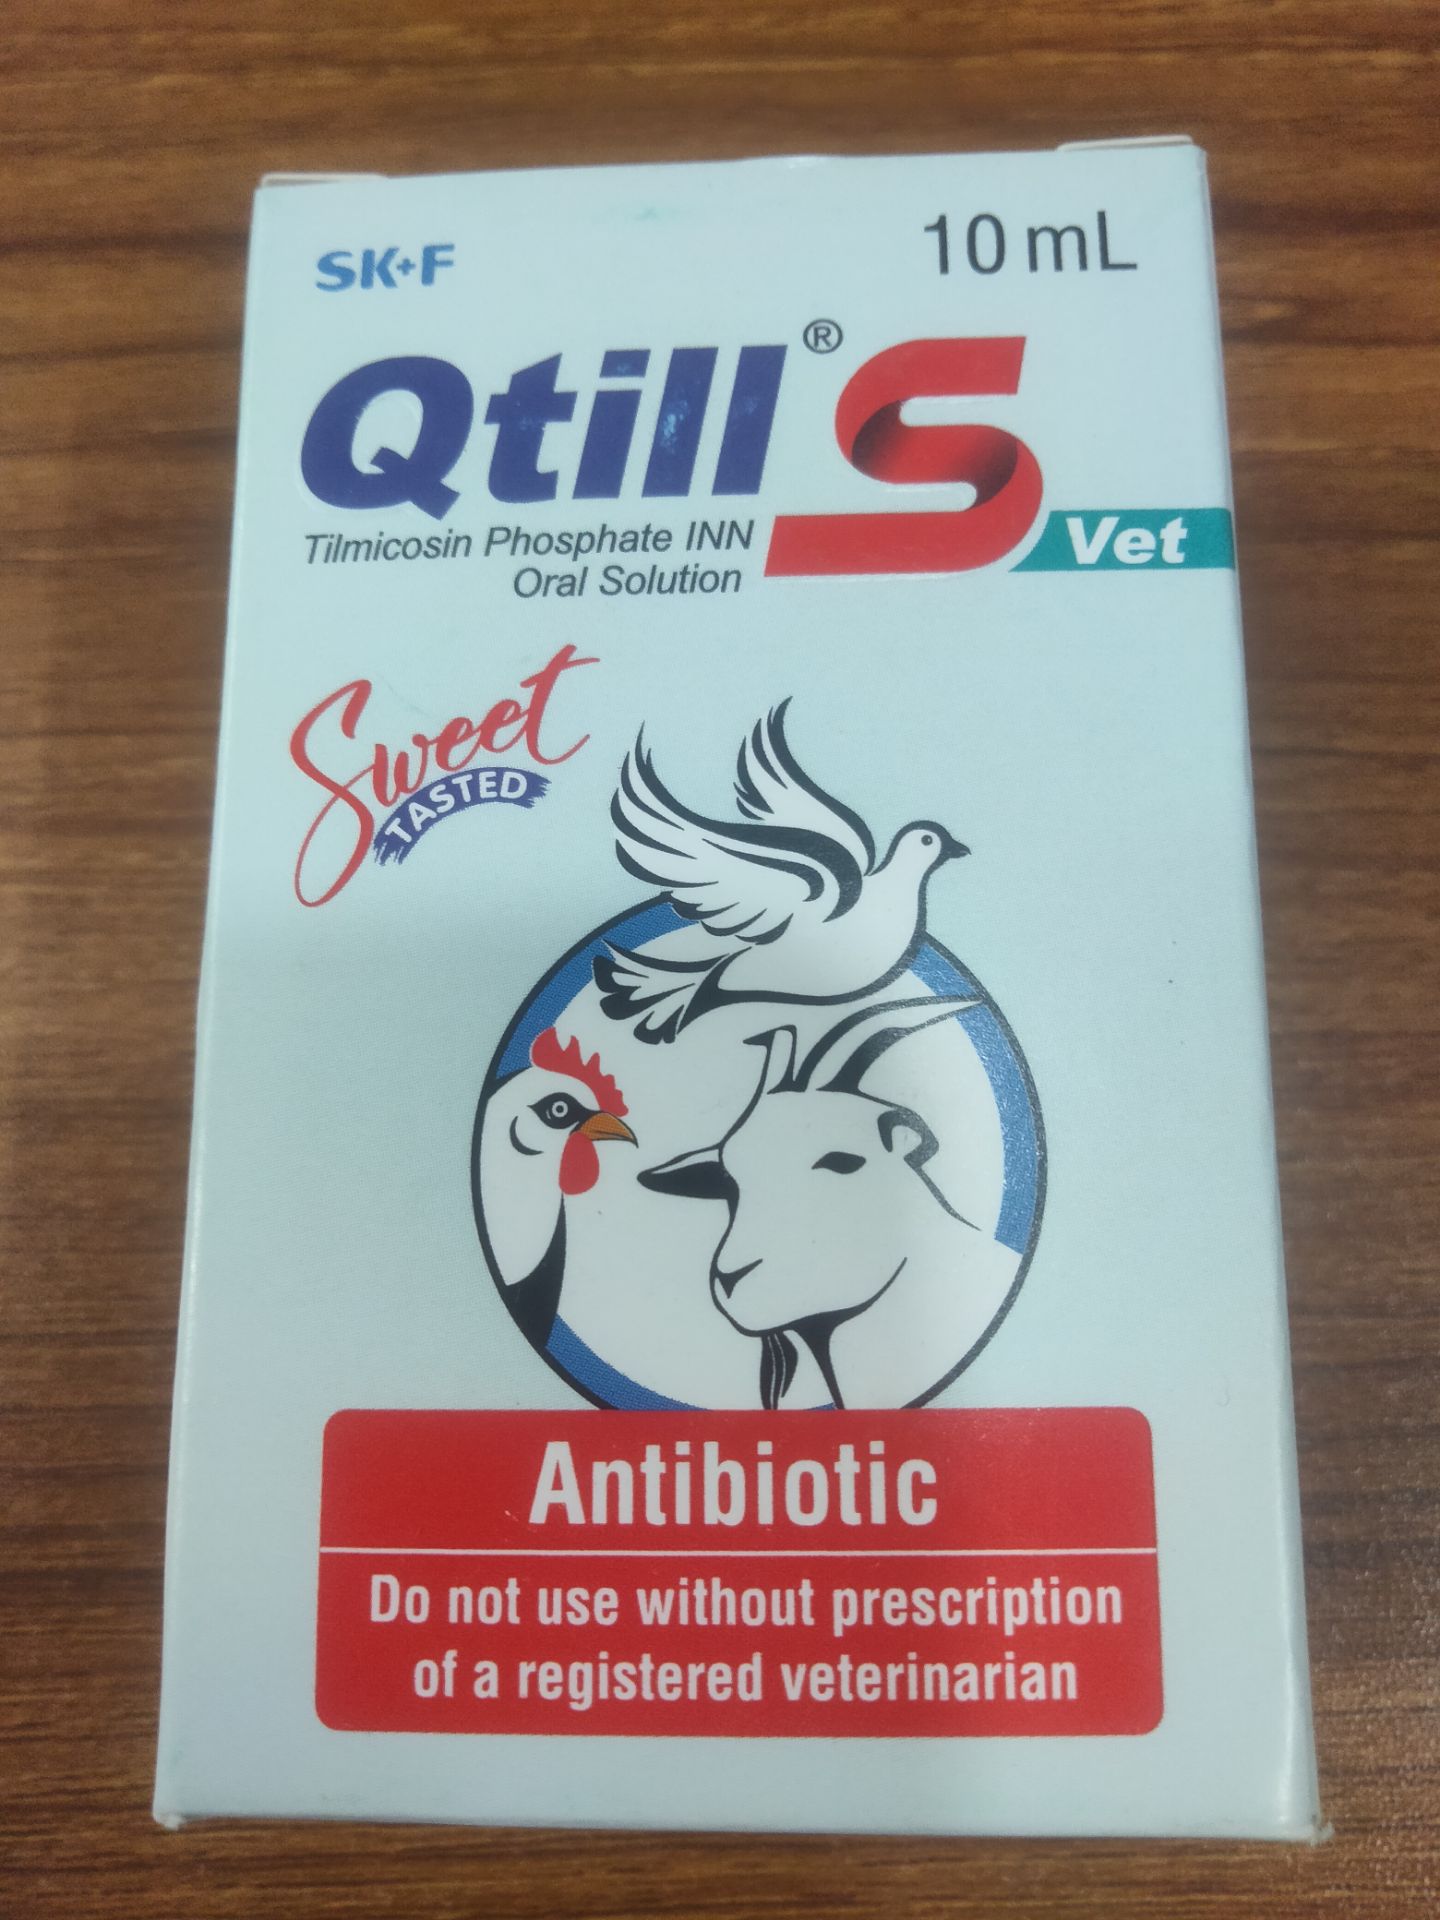 SK+F
10 mL
Qtill® S
Vet
Tilmicosin Phosphate INN
Oral Solution
Sweet
TASTED
Antibiotic
Do not use without prescription
of a registered veterinarian